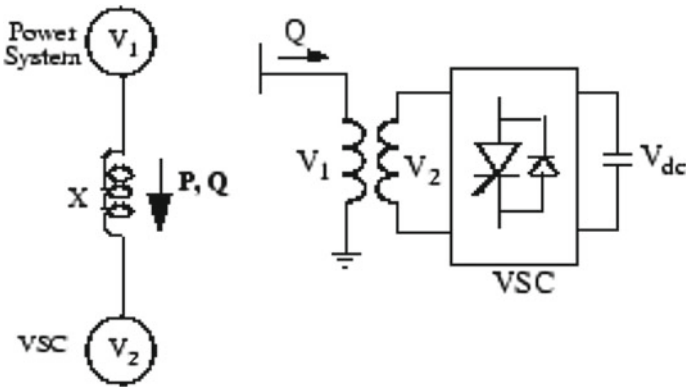 Power
System
V1
X
P, Q
VSC
V2
Q
V1
V2
Vdc
VSC